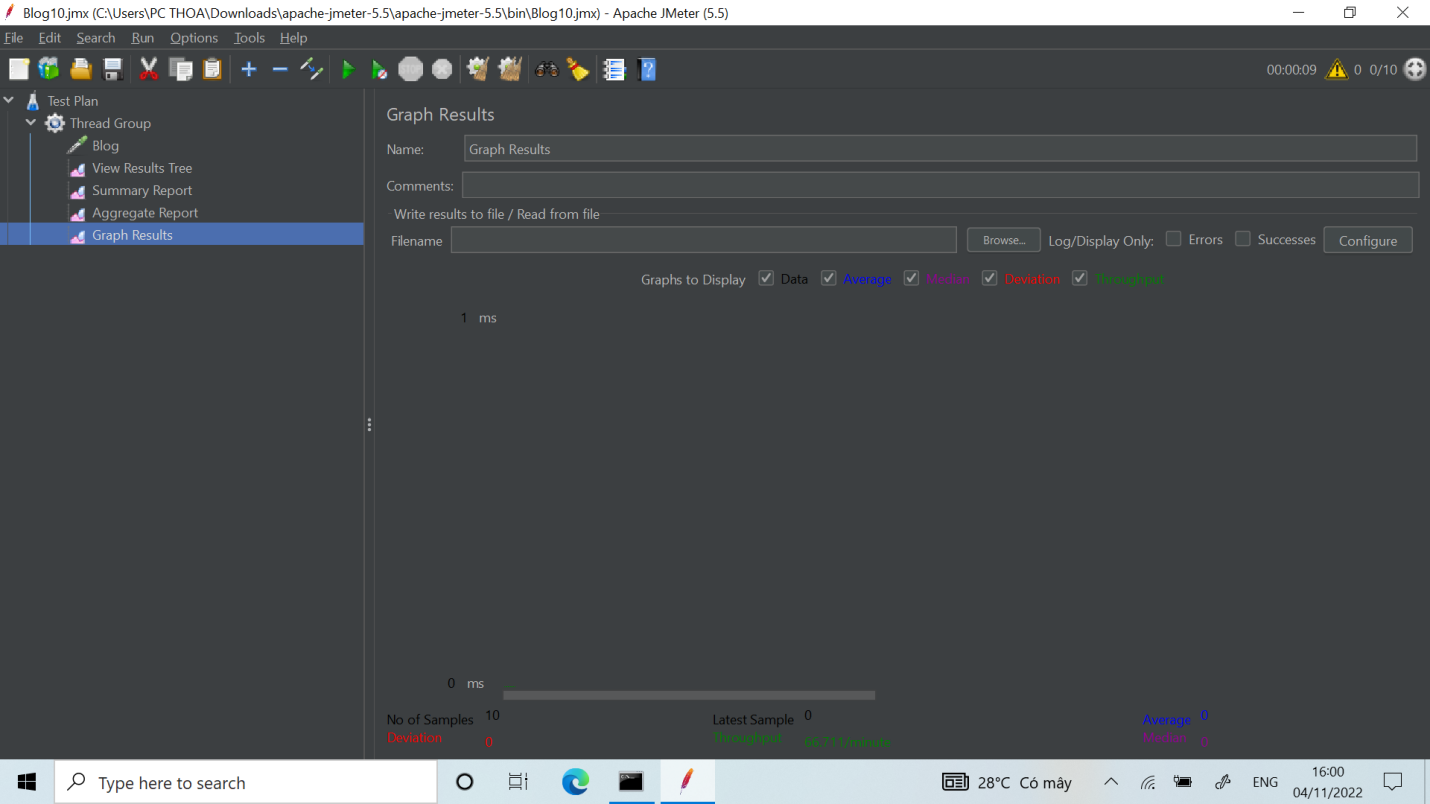 Blog10.jmx (C:\Users\PC THOA\Downloads\apache-jmeter-5.5\apache-jmeter-5.5\bin\Blog10.jmx) - Apache JMeter (5.5)
File Edit Search Run Options Tools Help
STOP 00:00:09 0 0/10
Test Plan
Thread Group
Blog
View Results Tree
Summary Report
Aggregate Report
Graph Results
Graph Results
Name: Graph Results
Comments:
Write results to file / Read from file
Filename Browse... Log/Display Only: Errors Successes Configure
Graphs to Display Data Average Median Deviation Throughput
1 ms
0 ms
No of Samples 10 Latest Sample 0 Average 0
Deviation 0 Throughput 66.711/minute Median 0
Type here to search 28°C Có mây ENG 16:00
04/11/2022